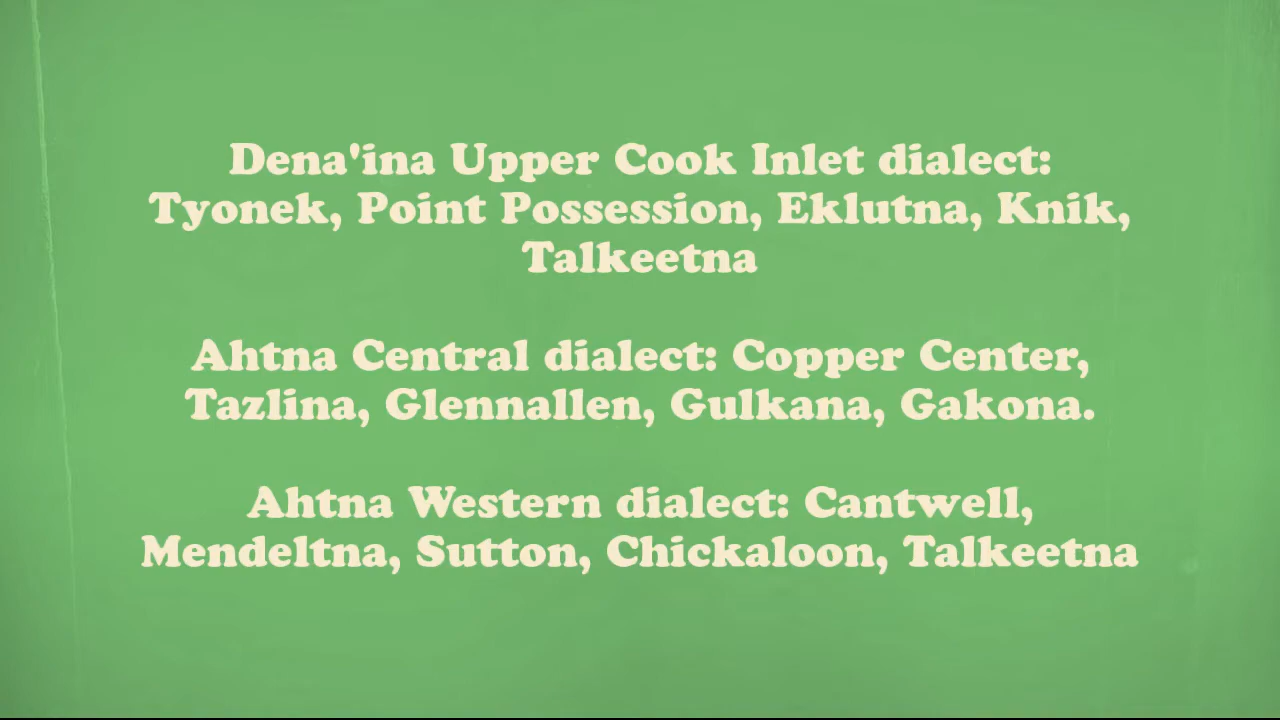 Dena'ina Upper Cook Inlet dialect:
Tyonek, Point Possession, Eklutna, Knik,
Talkeetna
Ahtna Central dialect: Copper Center,
Tazlina, Glennallen, Gulkana, Gakona.
Ahtna Western dialect: Cantwell,
Mendeltna, Sutton, Chickaloon, Talkeetna